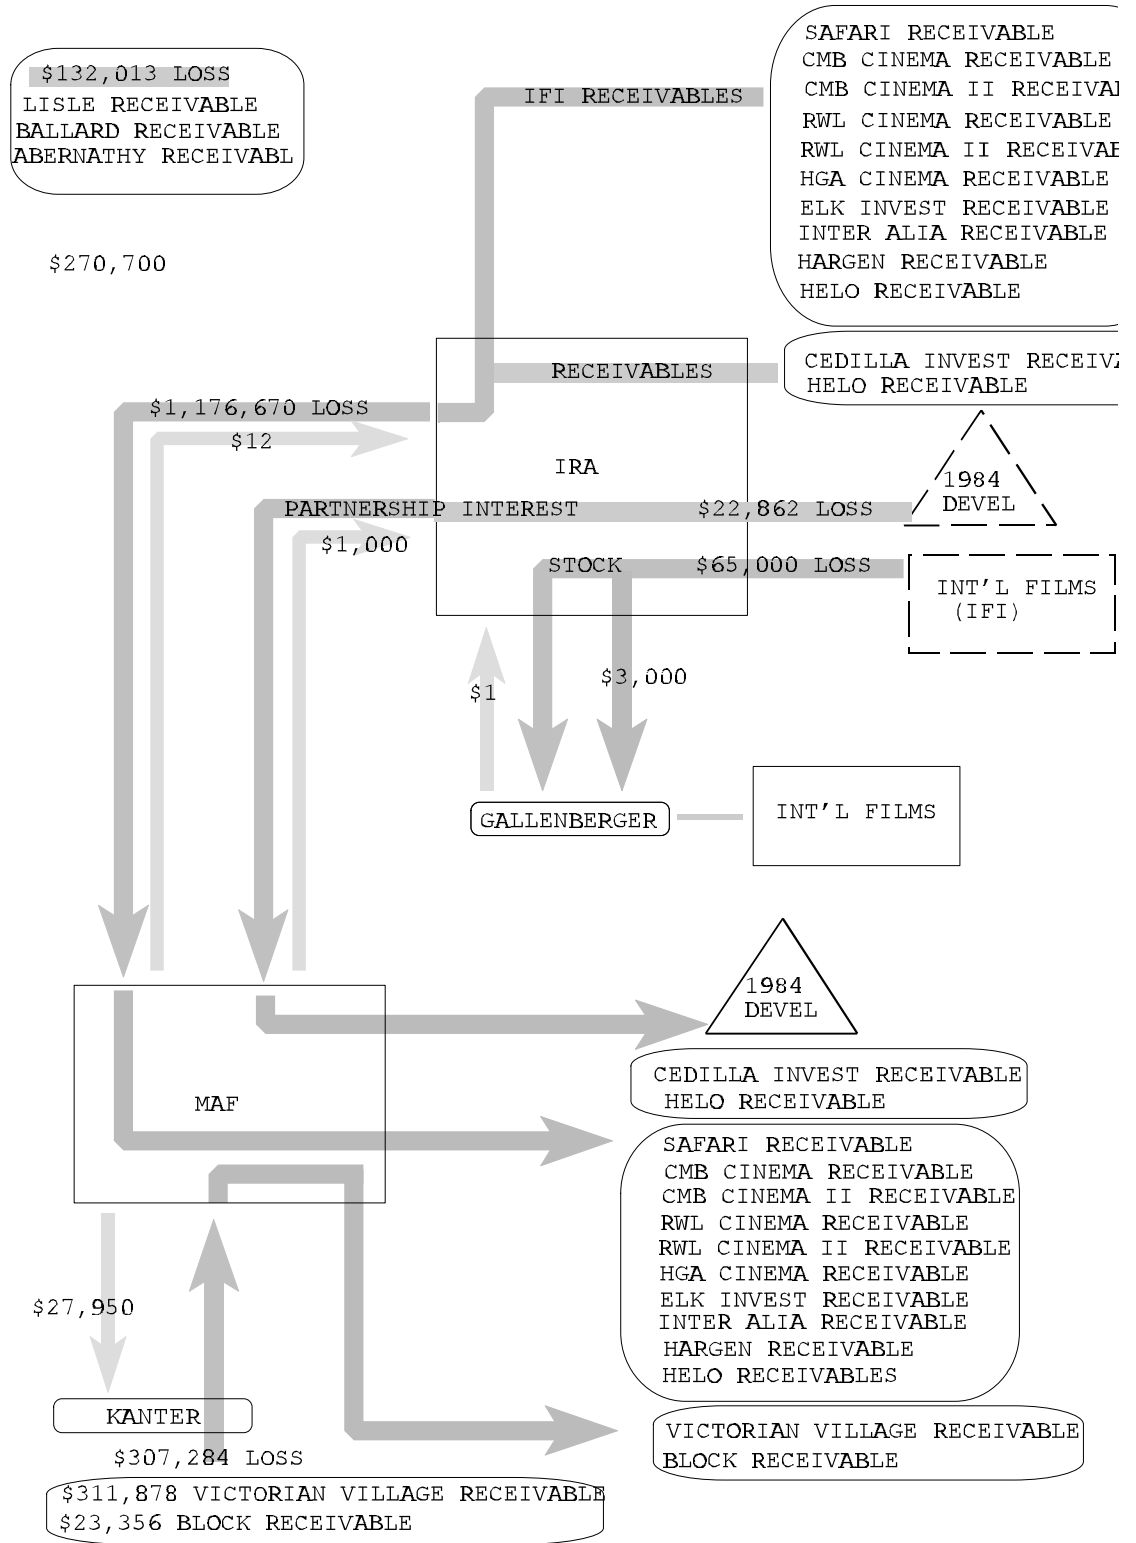 $132,013 LOSS
LISLE RECEIVABLE
BALLARD RECEIVABLE
ABERNATHY RECEIVABL
$270,700
IFI RECEIVABLES
SAFARI RECEIVABLE
CMB CINEMA RECEIVABLE
CMB CINEMA II RECEIVA
RWL CINEMA RECEIVABLE
RWL CINEMA II RECEIVAB
HGA CINEMA RECEIVABLE
ELK INVEST RECEIVABLE
INTER ALIA RECEIVABLE
HARGEN RECEIVABLE
HELO RECEIVABLE
RECEIVABLES
CEDILLA INVEST RECEIV
HELO RECEIVABLE
$1,176,670 LOSS
$12
IRA
1984
DEVEL
PARTNERSHIP INTEREST
$22,862 LOSS
$1,000
STOCK
$65,000 LOSS
INT'L FILMS
(IFI)
$3,000
$1
GALLENBERGER
INT'L FILMS
1984
DEVEL
CEDILLA INVEST RECEIVABLE
HELO RECEIVABLE
MAF
SAFARI RECEIVABLE
CMB CINEMA RECEIVABLE
CMB CINEMA II RECEIVABLE
RWL CINEMA RECEIVABLE
RWL CINEMA II RECEIVABLE
HGA CINEMA RECEIVABLE
ELK INVEST RECEIVABLE
INTER ALIA RECEIVABLE
HARGEN RECEIVABLE
HELO RECEIVABLES
$27,950
KANTER
$307,284 LOSS
VICTORIAN VILLAGE RECEIVABLE
BLOCK RECEIVABLE
$311,878 VICTORIAN VILLAGE RECEIVABLE
$23,356 BLOCK RECEIVABLE